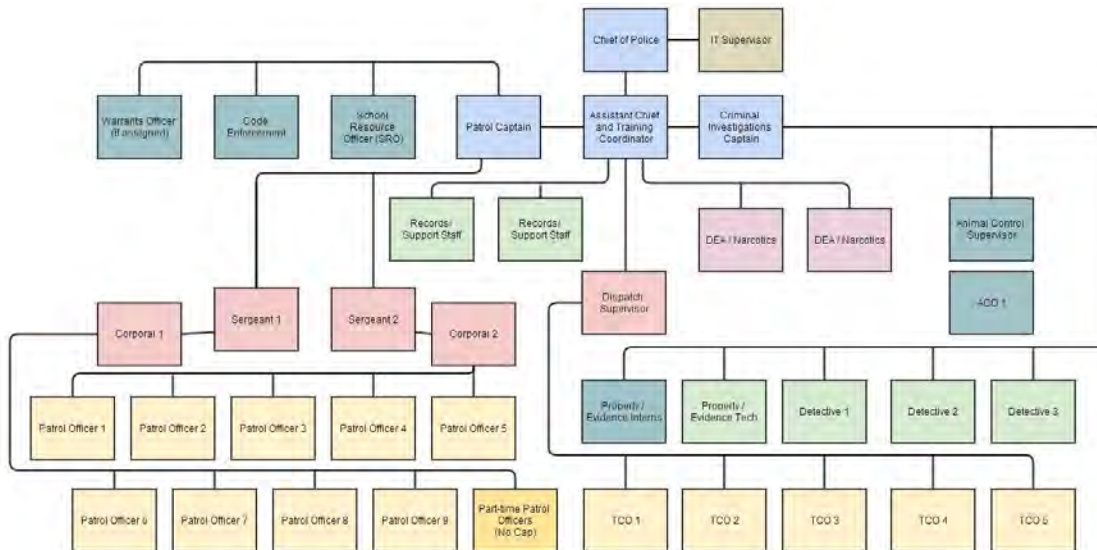 Chief of Police
IT Supervisor
Warrants Officer
(if assigned)
Code
Enforcement
School
Resource
Officer (SRO)
Patrol Captain
Assistant Chief
and Training
Coordinator
Criminal
Investigations
Captain
Records/
Support Staff
Records/
Support Staff
DEA / Narcotics
DEA / Narcotics
Animal Control
Supervisor
Dispatch
Supervisor
ACO 1
Corporal 1
Sergeant 1
Sergeant 2
Corporal 2
Patrol Officer 1
Patrol Officer 2
Patrol Officer 3
Patrol Officer 4
Patrol Officer 5
Property /
Evidence Interns
Property /
Evidence Tech
Detective 1
Detective 2
Detective 3
Patrol Officer 6
Patrol Officer 7
Patrol Officer 8
Patrol Officer 9
Part-time Patrol
Officers
(No Cap)
TCO 1
TCO 2
TCO 3
TCO 4
TCO 5